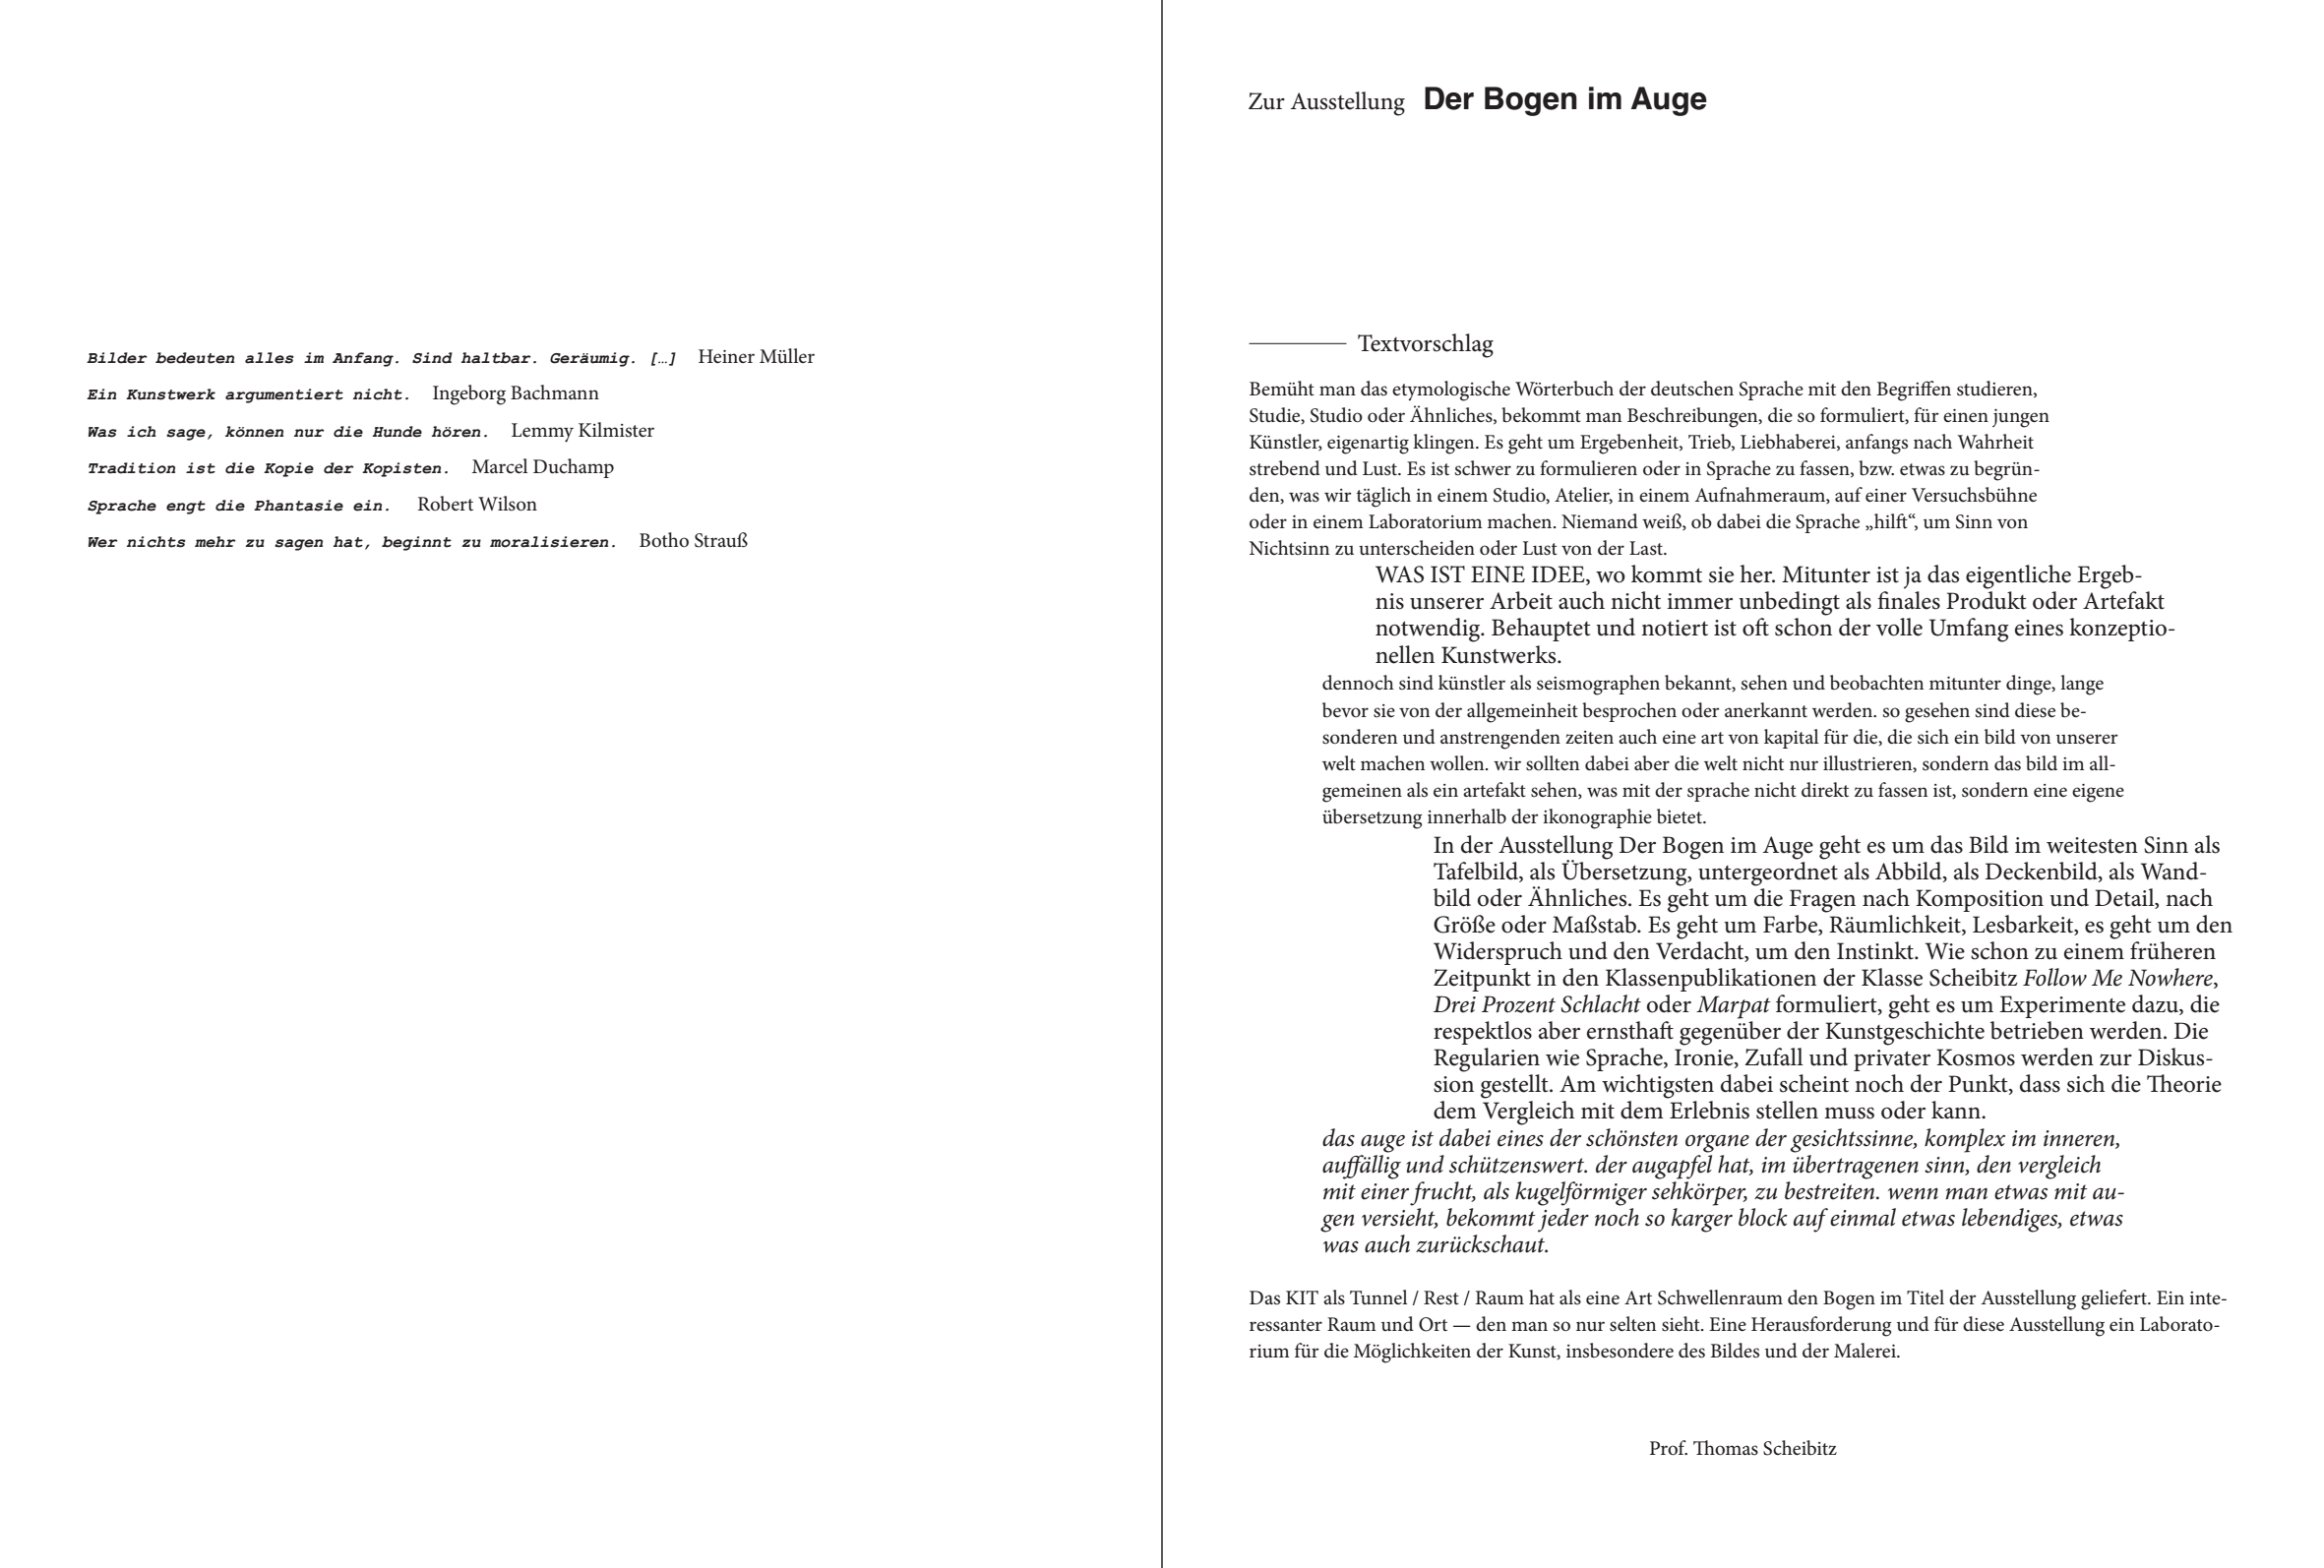 Bilder bedeuten alles im Anfang. Sind haltbar. Geräumig. […] Heiner Müller
Ein Kunstwerk argumentiert nicht. Ingeborg Bachmann
Was ich sage, können nur die Hunde hören. Lemmy Kilmister
Tradition ist die Kopie der Kopisten. Marcel Duchamp
Sprache engt die Phantasie ein. Robert Wilson
Wer nichts mehr zu sagen hat, beginnt zu moralisieren. Botho Strauß
Zur Ausstellung Der Bogen im Auge
Textvorschlag
Bemüht man das etymologische Wörterbuch der deutschen Sprache mit den Begriffen studieren,
Studie, Studio oder Ähnliches, bekommt man Beschreibungen, die so formuliert, für einen jungen
Künstler, eigenartig klingen. Es geht um Ergebenheit, Trieb, Liebhaberei, anfangs nach Wahrheit
strebend und Lust. Es ist schwer zu formulieren oder in Sprache zu fassen, bzw. etwas zu begrün-
den, was wir täglich in einem Studio, Atelier, in einem Aufnahmeraum, auf einer Versuchsbühne
oder in einem Laboratorium machen. Niemand weiß, ob dabei die Sprache „hilft“, um Sinn von
Nichtsinn zu unterscheiden oder Lust von der Last.
WAS IST EINE IDEE, wo kommt sie her. Mitunter ist ja das eigentliche Ergeb-
nis unserer Arbeit auch nicht immer unbedingt als finales Produkt oder Artefakt
notwendig. Behauptet und notiert ist oft schon der volle Umfang eines konzeptio-
nellen Kunstwerks.
dennoch sind künstler als seismographen bekannt, sehen und beobachten mitunter dinge, lange
bevor sie von der allgemeinheit besprochen oder anerkannt werden. so gesehen sind diese be-
sonderen und anstrengenden zeiten auch eine art von kapital für die, die sich ein bild von unserer
welt machen wollen. wir sollten dabei aber die welt nicht nur illustrieren, sondern das bild im all-
gemeinen als ein artefakt sehen, was mit der sprache nicht direkt zu fassen ist, sondern eine eigene
übersetzung innerhalb der ikonographie bietet.
In der Ausstellung Der Bogen im Auge geht es um das Bild im weitesten Sinn als
Tafelbild, als Übersetzung, untergeordnet als Abbild, als Deckenbild, als Wand-
bild oder Ähnliches. Es geht um die Fragen nach Komposition und Detail, nach
Größe oder Maßstab. Es geht um Farbe, Räumlichkeit, Lesbarkeit, es geht um den
Widerspruch und den Verdacht, um den Instinkt. Wie schon zu einem früheren
Zeitpunkt in den Klassenpublikationen der Klasse Scheibitz Follow Me Nowhere,
Drei Prozent Schlacht oder Marpat formuliert, geht es um Experimente dazu, die
respektlos aber ernsthaft gegenüber der Kunstgeschichte betrieben werden. Die
Regularien wie Sprache, Ironie, Zufall und privater Kosmos werden zur Diskus-
sion gestellt. Am wichtigsten dabei scheint noch der Punkt, dass sich die Theorie
dem Vergleich mit dem Erlebnis stellen muss oder kann.
das auge ist dabei eines der schönsten organe der gesichtssinne, komplex im inneren,
auffällig und schützenswert. der augapfel hat, im übertragenen sinn, den vergleich
mit einer frucht, als kugelförmiger sehkörper, zu bestreiten. wenn man etwas mit au-
gen versieht, bekommt jeder noch so karger block auf einmal etwas lebendiges, etwas
was auch zurückschaut.
Das KIT als Tunnel / Rest / Raum hat als eine Art Schwellenraum den Bogen im Titel der Ausstellung geliefert. Ein inte-
ressanter Raum und Ort — den man so nur selten sieht. Eine Herausforderung und für diese Ausstellung ein Laborato-
rium für die Möglichkeiten der Kunst, insbesondere des Bildes und der Malerei.
Prof. Thomas Scheibitz